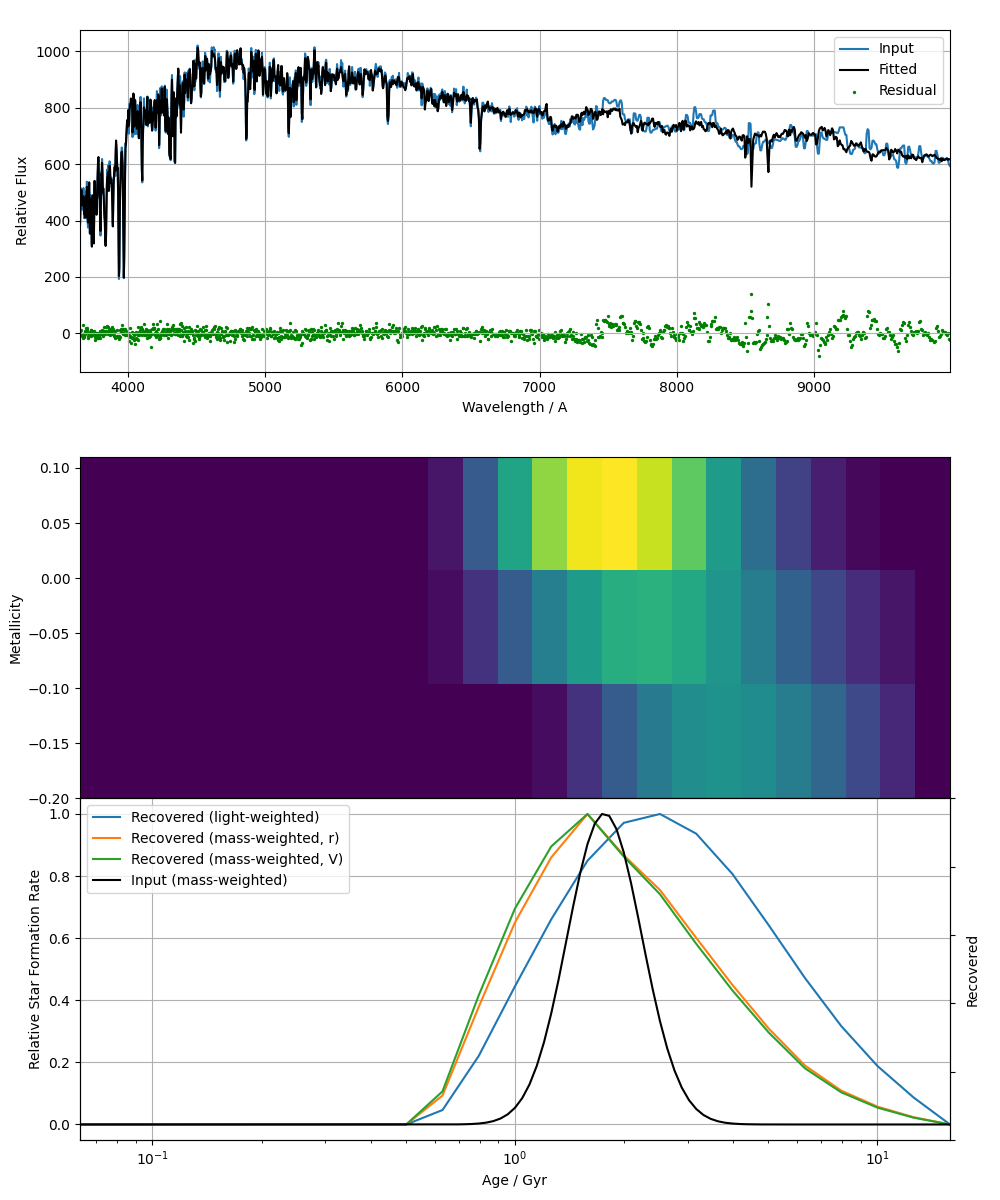 Input
Fitted
Residual
1000
800
600
400
200
0
Relative Flux
4000 5000 6000 7000 8000 9000
Wavelength / A
0.10
0.05
0.00
−0.05
−0.10
−0.15
−0.20
Metallicity
Recovered (light-weighted)
Recovered (mass-weighted, r)
Recovered (mass-weighted, V)
Input (mass-weighted)
1.0
0.8
0.6
0.4
0.2
0.0
Relative Star Formation Rate
Recovered
10⁻¹ 10⁰ 10¹
Age / Gyr